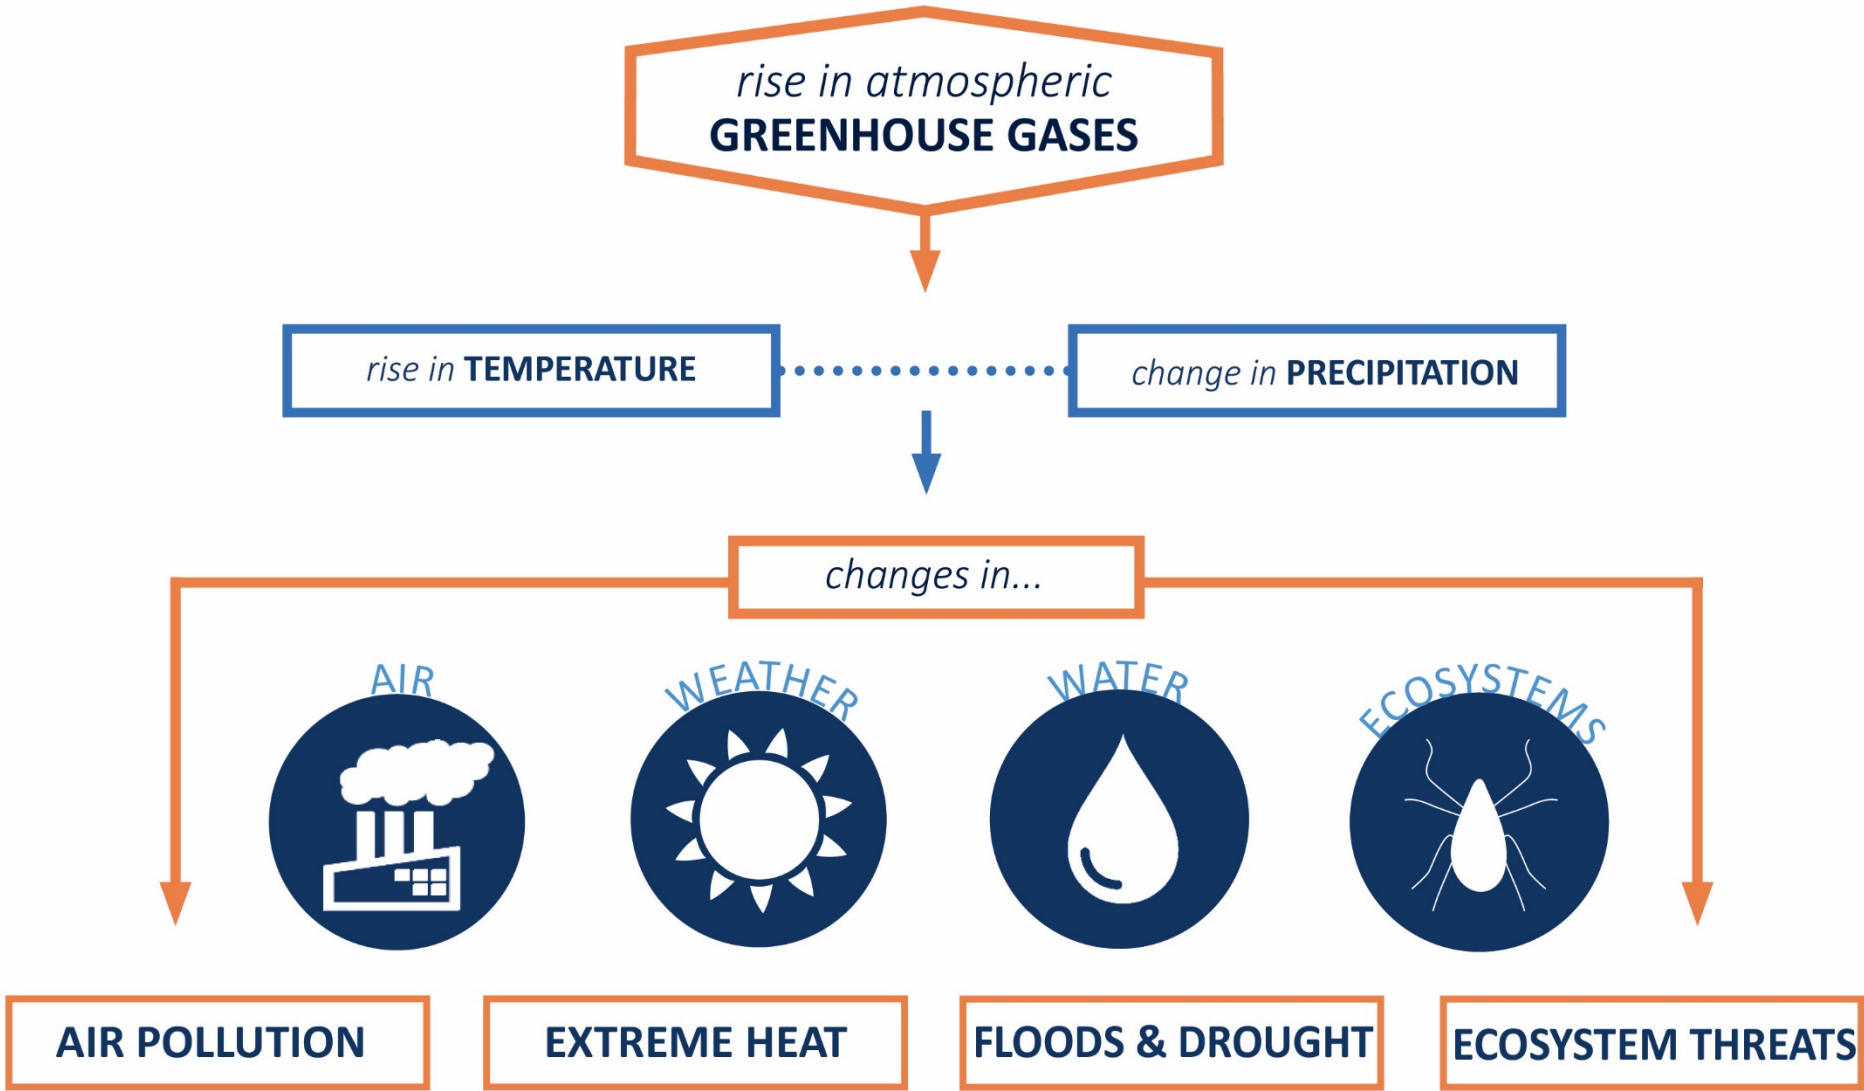 rise in atmospheric
GREENHOUSE GASES
rise in TEMPERATURE
change in PRECIPITATION
changes in...
AIR
WEATHER
WATER
ECOSYSTEMS
AIR POLLUTION
EXTREME HEAT
FLOODS & DROUGHT
ECOSYSTEM THREATS